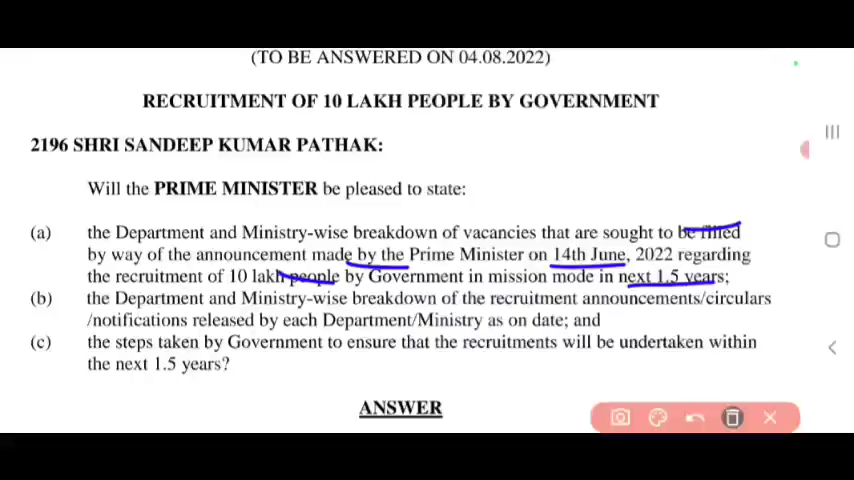 (TO BE ANSWERED ON 04.08.2022)
RECRUITMENT OF 10 LAKH PEOPLE BY GOVERNMENT
2196 SHRI SANDEEP KUMAR PATHAK:
Will the PRIME MINISTER be pleased to state:
(a) the Department and Ministry-wise breakdown of vacancies that are sought to be filled
by way of the announcement made by the Prime Minister on 14th June, 2022 regarding
the recruitment of 10 lakh people by Government in mission mode in next 1.5 years;
(b) the Department and Ministry-wise breakdown of the recruitment announcements/circulars
/notifications released by each Department/Ministry as on date; and
(c) the steps taken by Government to ensure that the recruitments will be undertaken within
the next 1.5 years?
ANSWER